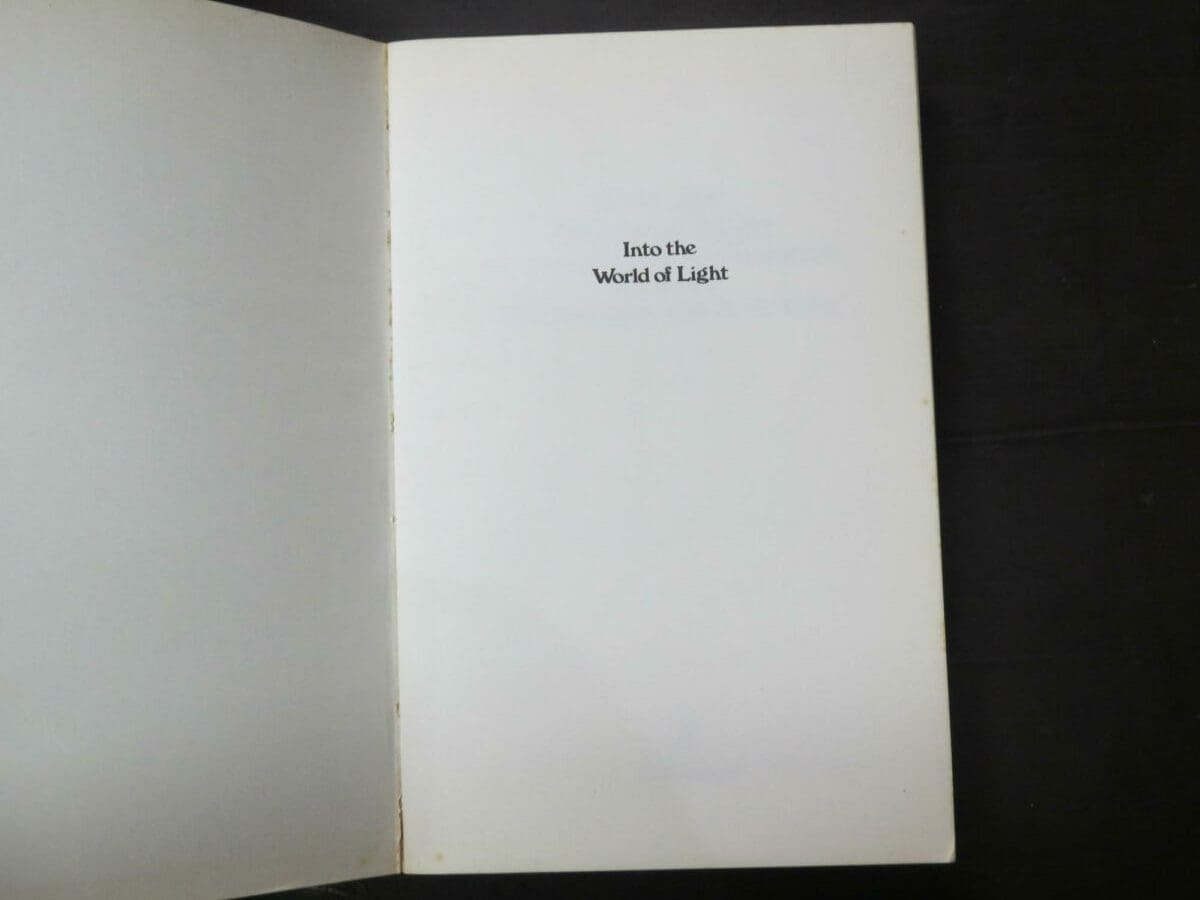 Into the
World of Light